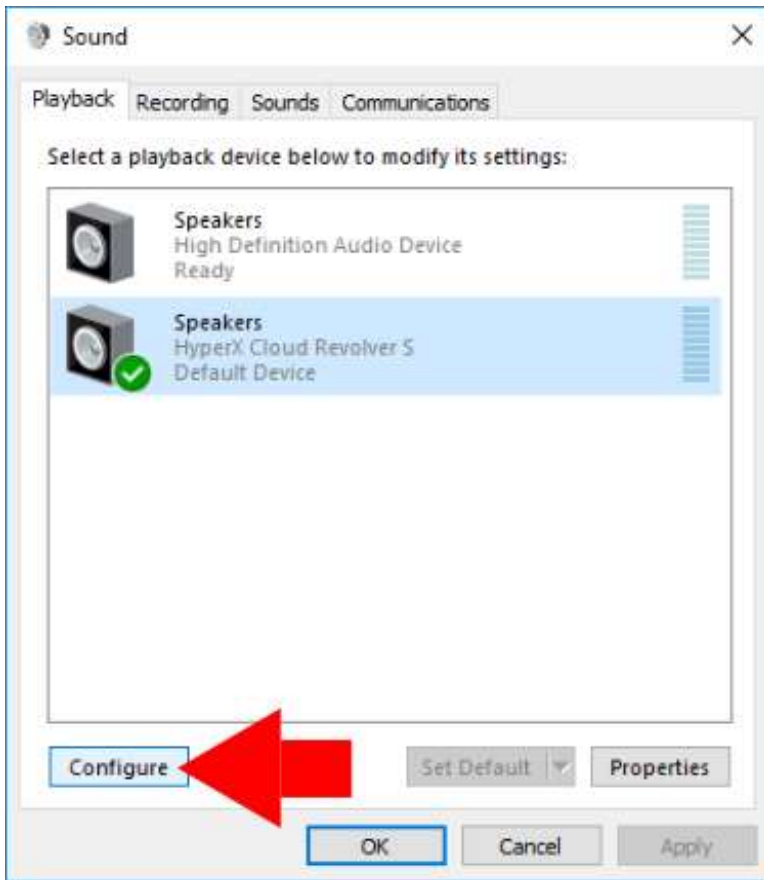 Sound
Playback Recording Sounds Communications
Select a playback device below to modify its settings:
Speakers
High Definition Audio Device
Ready
Speakers
HyperX Cloud Revolver S
Default Device
Configure Set Default Properties
OK Cancel Apply